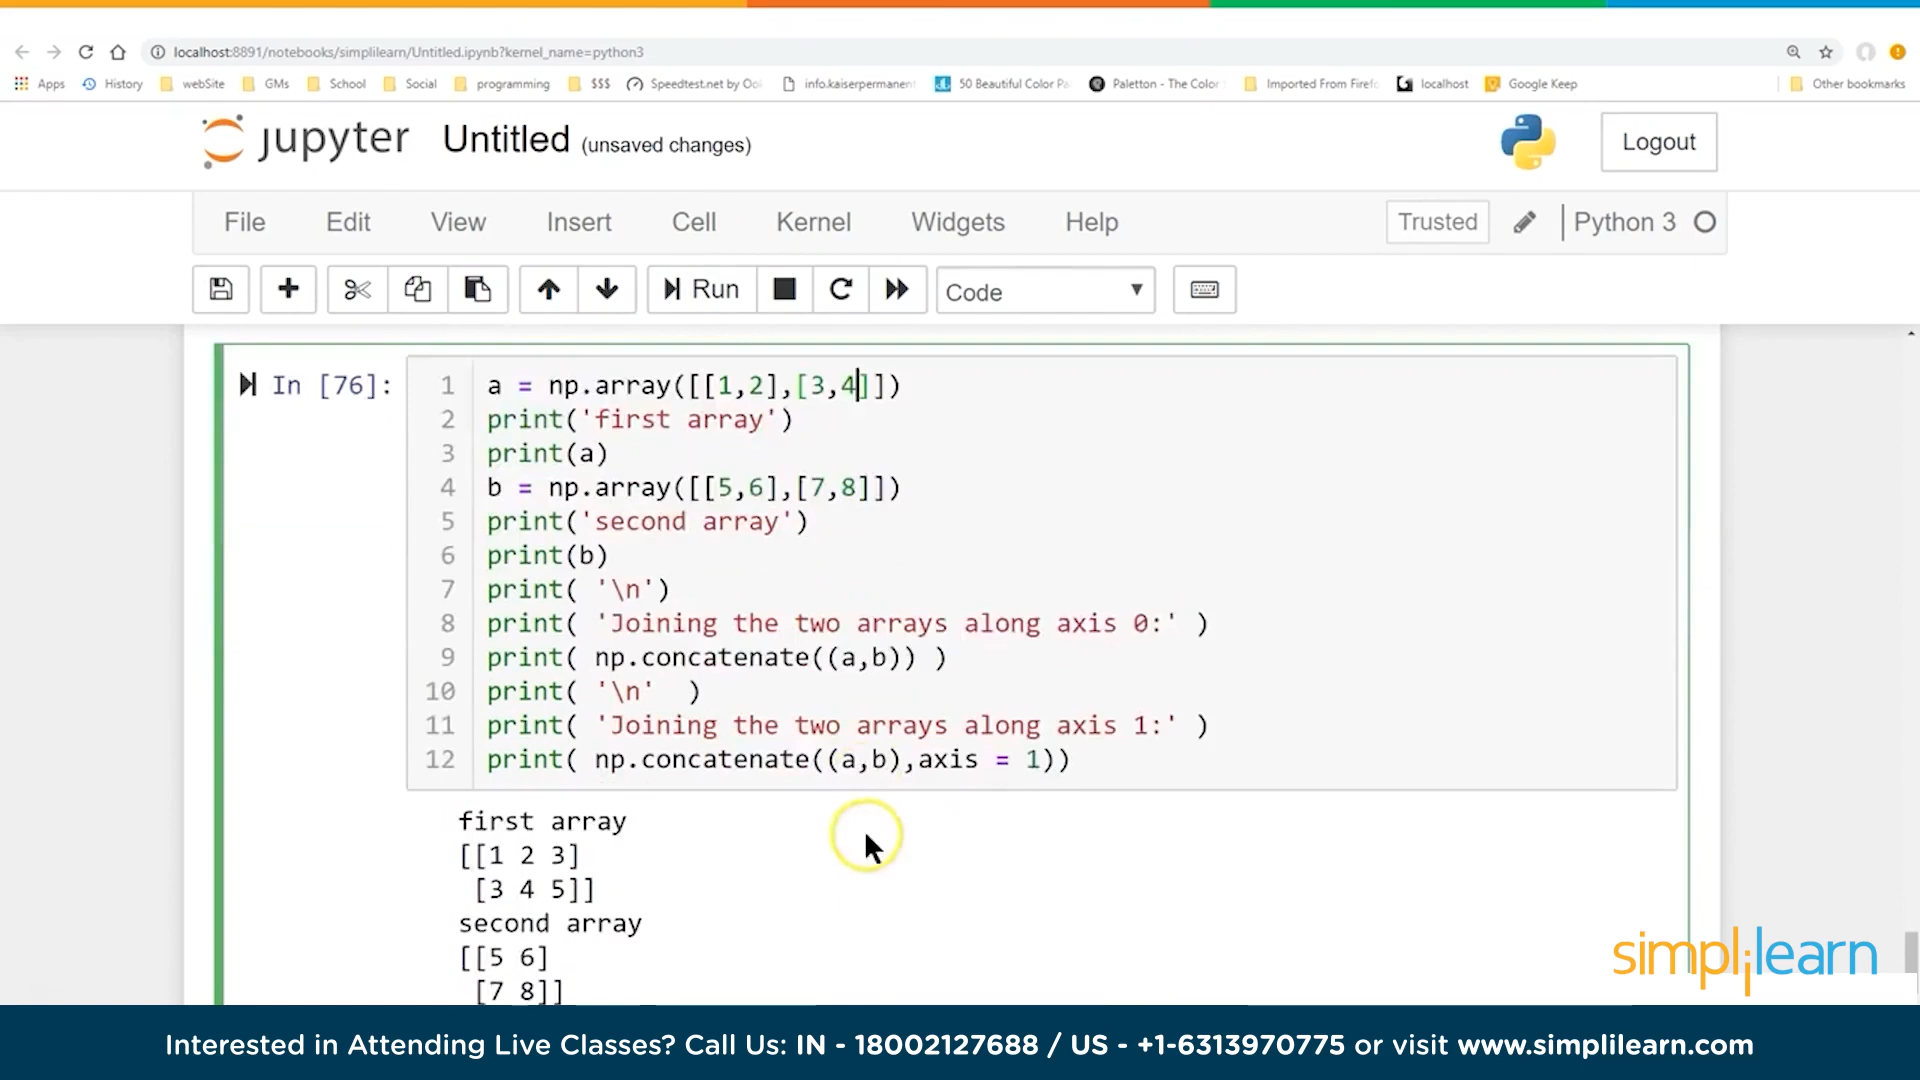 localhost:8891/notebooks/simplilearn/Untitled.ipynb?kernel_name=python3
Apps History webSite GMs School Social programming $$$ Speedtest.net by Ool info.kaiserpermanent 50 Beautiful Color Pa Paletton - The Color Imported From Firefo localhost Google Keep Other bookmarks
jupyter Untitled (unsaved changes) Logout
File Edit View Insert Cell Kernel Widgets Help Trusted Python 3
Run Code
In [76]:
1 a = np.array([[1,2],[3,4]])
2 print('first array')
3 print(a)
4 b = np.array([[5,6],[7,8]])
5 print('second array')
6 print(b)
7 print( '\n')
8 print( 'Joining the two arrays along axis 0:' )
9 print( np.concatenate((a,b)) )
10 print( '\n'  )
11 print( 'Joining the two arrays along axis 1:' )
12 print( np.concatenate((a,b),axis = 1))
first array
[[1 2 3]
[3 4 5]]
second array
[[5 6]
[7 8]]
simplilearn
Interested in Attending Live Classes? Call Us: IN - 18002127688 / US - +1-6313970775 or visit www.simplilearn.com